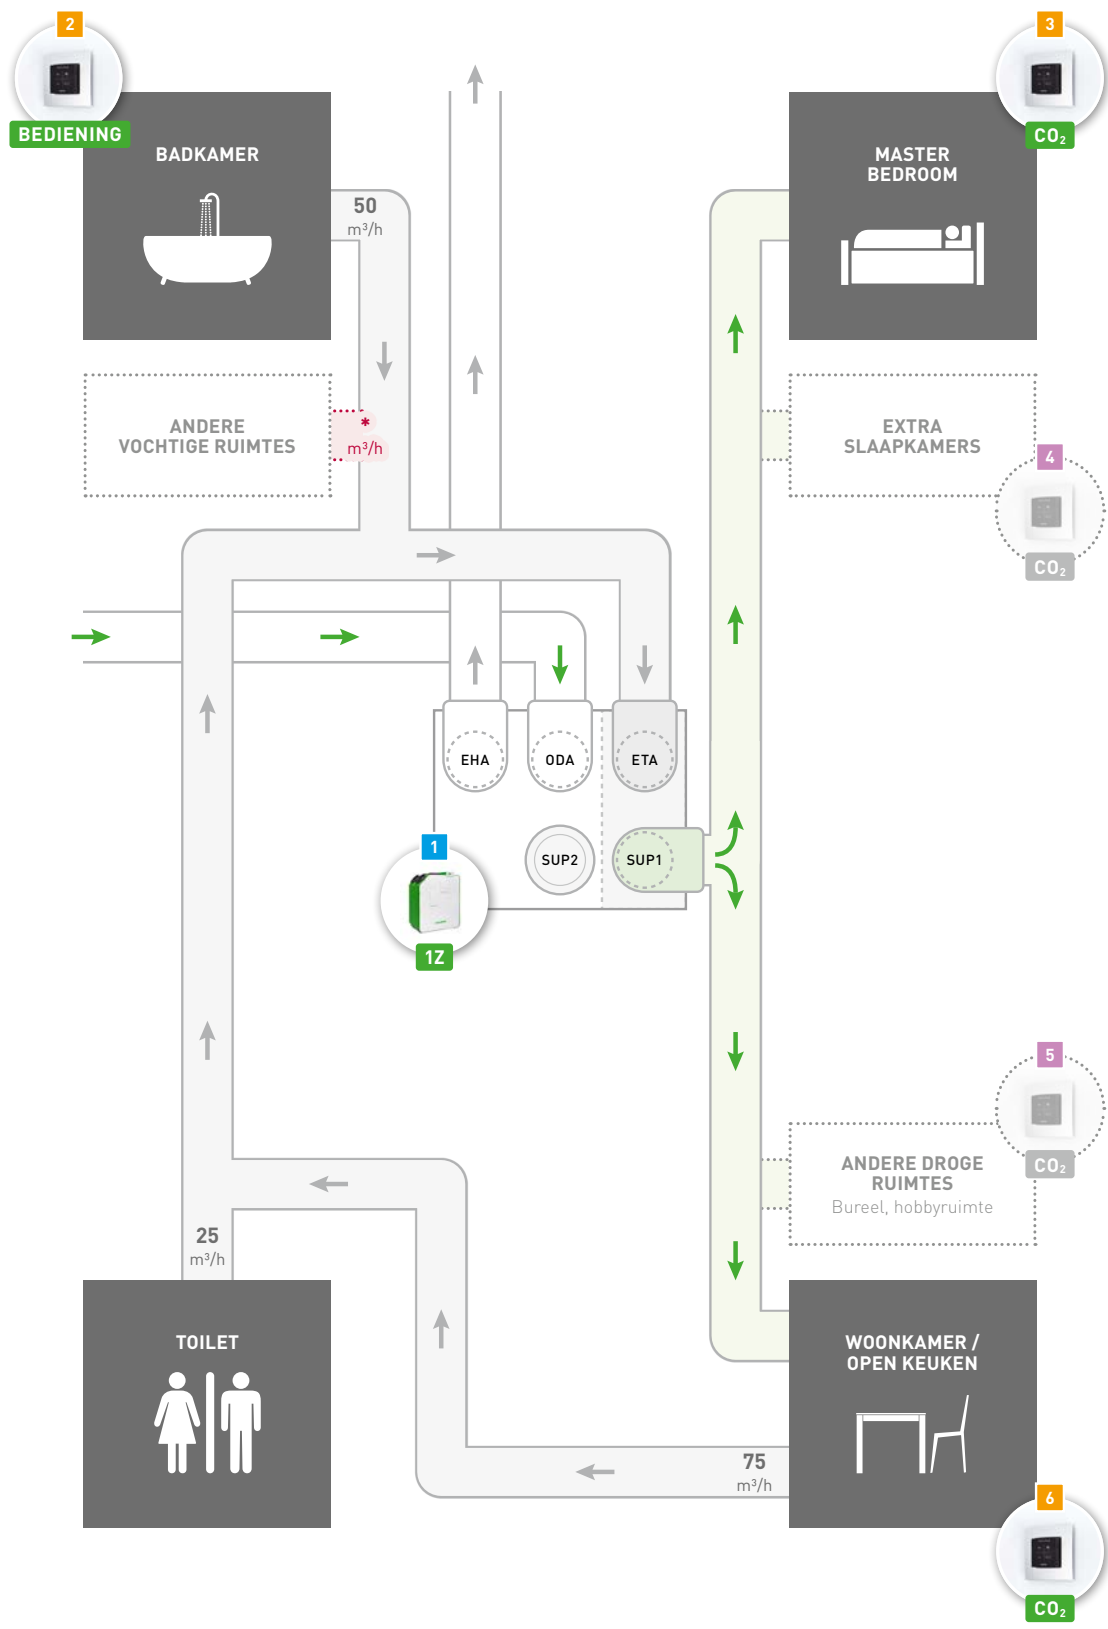 2
BEDIENING
BADKAMER
50
m³/h
3
CO₂
MASTER
BEDROOM
ANDERE
VOCHTIGE RUIMTES
*
m³/h
EXTRA
SLAAPKAMERS
4
CO₂
EHA
ODA
ETA
SUP2
SUP1
1
1Z
5
CO₂
ANDERE DROGE
RUIMTES
Bureel, hobbyruimte
25
m³/h
TOILET
WOONKAMER /
OPEN KEUKEN
75
m³/h
6
CO₂